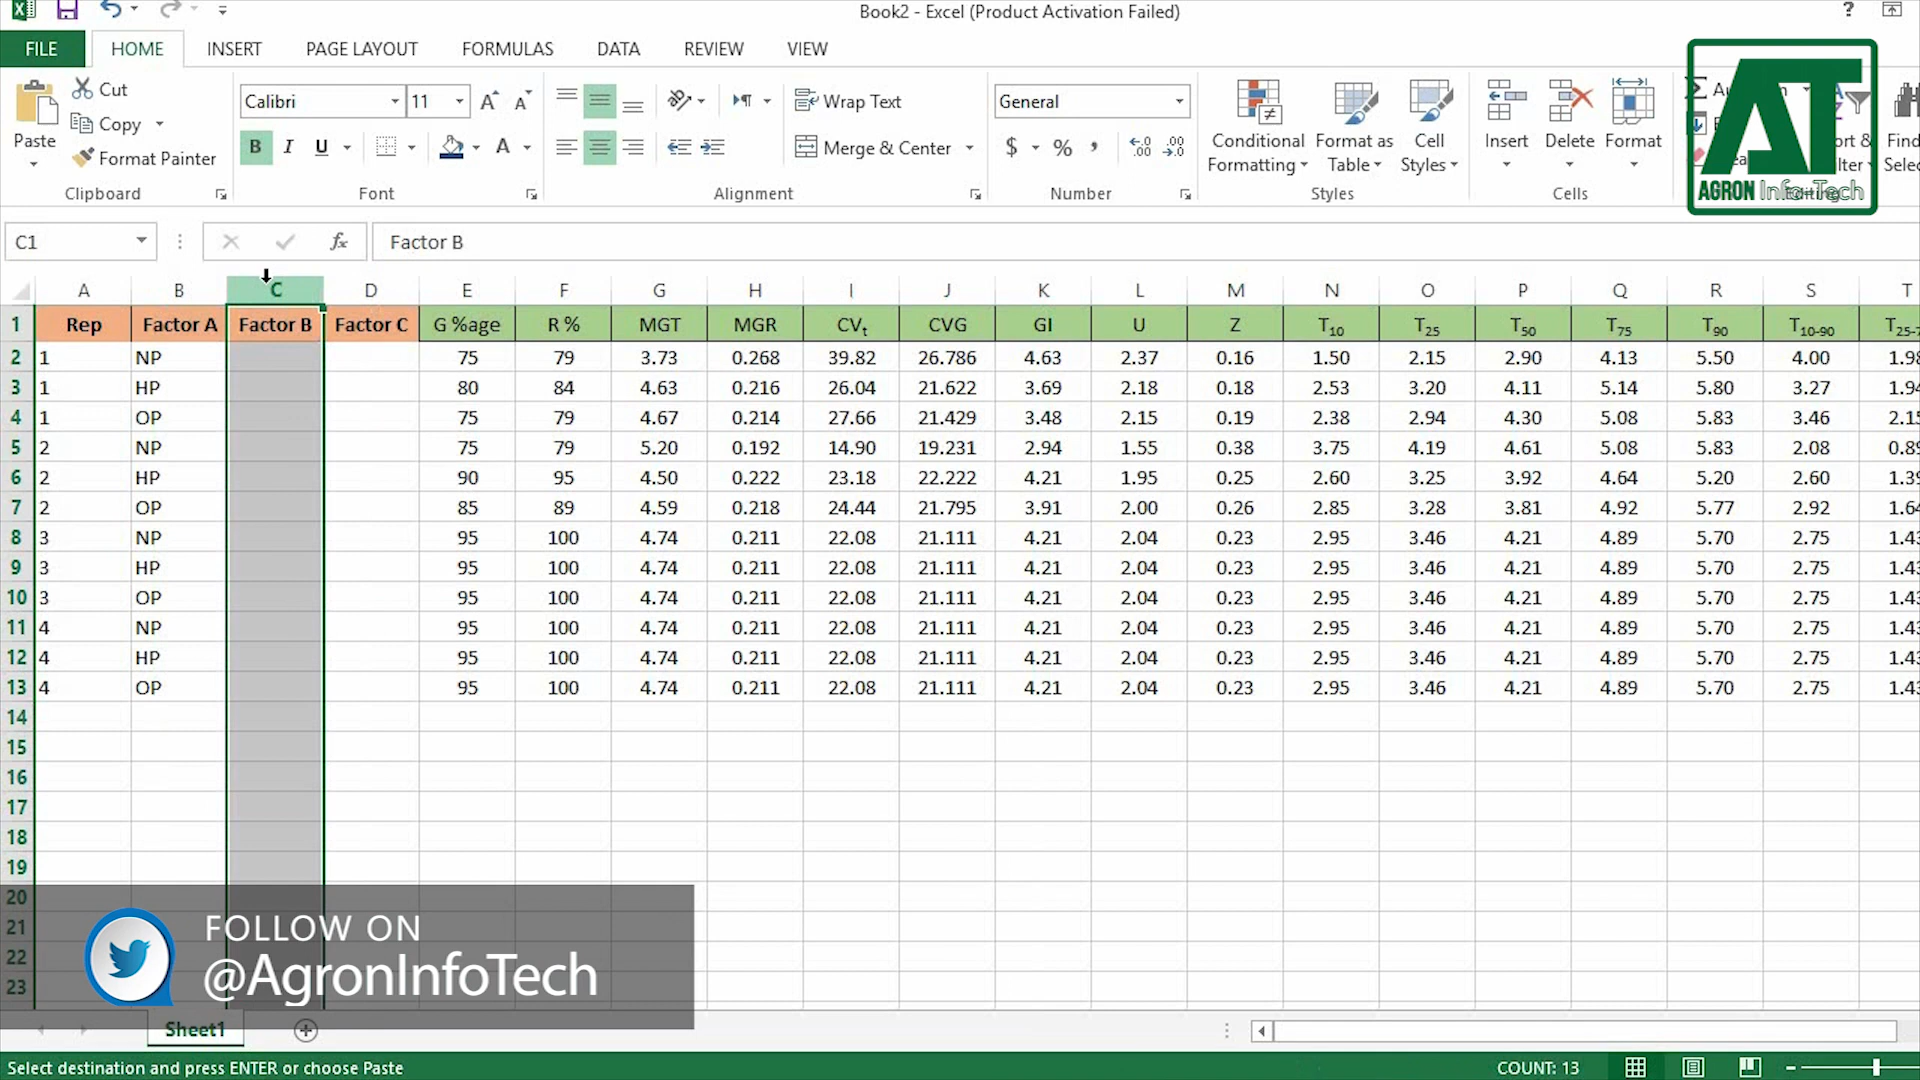 Book2 - Excel (Product Activation Failed)
?
FILE HOME INSERT PAGE LAYOUT FORMULAS DATA REVIEW VIEW
Paste
Cut
Copy
Format Painter
Clipboard
Calibri 11
B I U
Font
Wrap Text
Merge & Center
Alignment
General
$ % ,
Number
Conditional Formatting
Format as Table
Cell Styles
Styles
Insert Delete Format
Cells
AT
AGRON Info-Tech
C1 fx Factor B
A B C D E F G H I J K L M N O P Q R S T
1 Rep Factor A Factor B Factor C G %age R % MGT MGR CVt CVG GI U Z T10 T25 T50 T75 T90 T10-90
2 1 NP 75 79 3.73 0.268 39.82 26.786 4.63 2.37 0.16 1.50 2.15 2.90 4.13 5.50 4.00 1.98
3 1 HP 80 84 4.63 0.216 26.04 21.622 3.69 2.18 0.18 2.53 3.20 4.11 5.14 5.80 3.27 1.94
4 1 OP 75 79 4.67 0.214 27.66 21.429 3.48 2.15 0.19 2.38 2.94 4.30 5.08 5.83 3.46 2.15
5 2 NP 75 79 5.20 0.192 14.90 19.231 2.94 1.55 0.38 3.75 4.19 4.61 5.08 5.83 2.08 0.89
6 2 HP 90 95 4.50 0.222 23.18 22.222 4.21 1.95 0.25 2.60 3.25 3.92 4.64 5.20 2.60 1.39
7 2 OP 85 89 4.59 0.218 24.44 21.795 3.91 2.00 0.26 2.85 3.28 3.81 4.92 5.77 2.92 1.64
8 3 NP 95 100 4.74 0.211 22.08 21.111 4.21 2.04 0.23 2.95 3.46 4.21 4.89 5.70 2.75 1.43
9 3 HP 95 100 4.74 0.211 22.08 21.111 4.21 2.04 0.23 2.95 3.46 4.21 4.89 5.70 2.75 1.43
10 3 OP 95 100 4.74 0.211 22.08 21.111 4.21 2.04 0.23 2.95 3.46 4.21 4.89 5.70 2.75 1.43
11 4 NP 95 100 4.74 0.211 22.08 21.111 4.21 2.04 0.23 2.95 3.46 4.21 4.89 5.70 2.75 1.43
12 4 HP 95 100 4.74 0.211 22.08 21.111 4.21 2.04 0.23 2.95 3.46 4.21 4.89 5.70 2.75 1.43
13 4 OP 95 100 4.74 0.211 22.08 21.111 4.21 2.04 0.23 2.95 3.46 4.21 4.89 5.70 2.75 1.43
14
15
16
17
18
19
20
21
22
23
FOLLOW ON
@AgronInfoTech
Sheet1
Select destination and press ENTER or choose Paste COUNT: 13